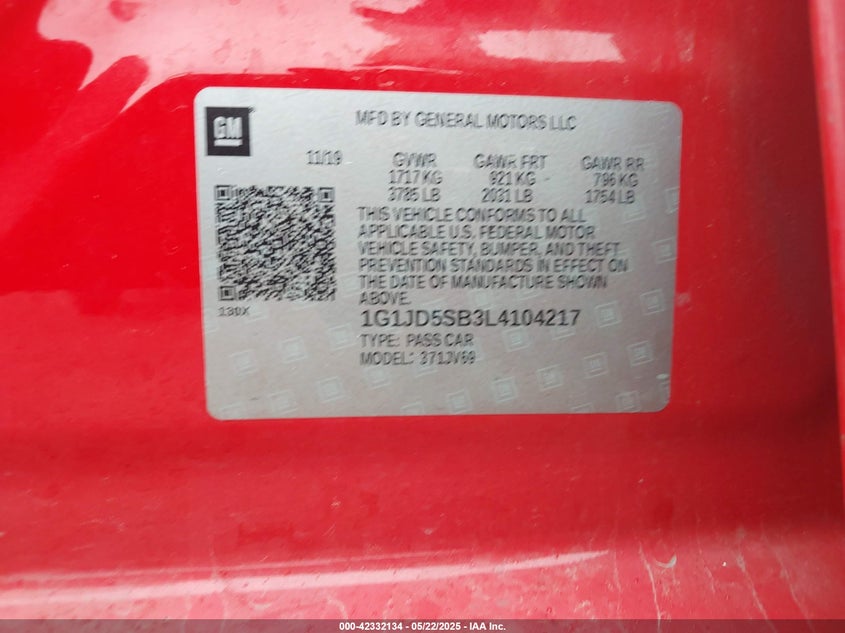 GM
MFD BY GENERAL MOTORS LLC
11/19 GVWR GAWR FRT GAWR RR
1717 KG 921 KG 796 KG
3785 LB 2031 LB 1754 LB
THIS VEHICLE CONFORMS TO ALL
APPLICABLE U.S. FEDERAL MOTOR
VEHICLE SAFETY, BUMPER, AND THEFT
PREVENTION STANDARDS IN EFFECT ON
THE DATE OF MANUFACTURE SHOWN
ABOVE.
130X
1G1JD5SB3L4104217
TYPE: PASS CAR
MODEL: 371JV69
000-42332134 - 05/22/2025 - IAA Inc.